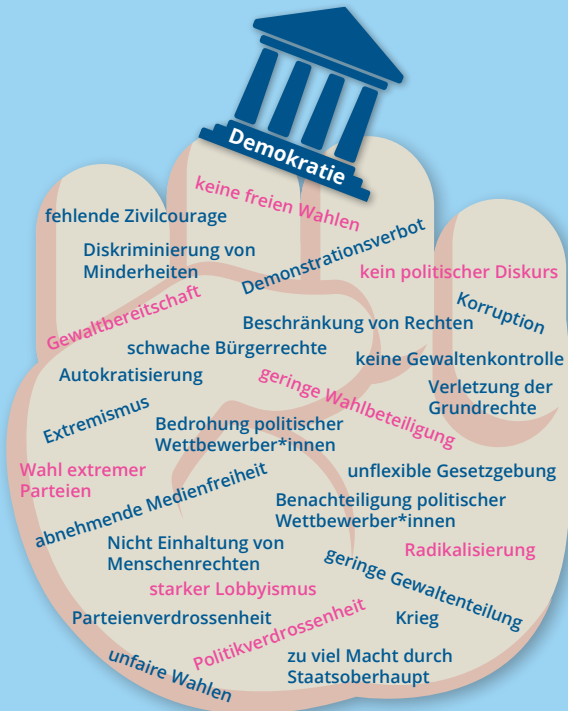 Demokratie
keine freien Wahlen
fehlende Zivilcourage
Diskriminierung von
Minderheiten
Demonstrationsverbot
kein politischer Diskurs
Gewaltbereitschaft
Korruption
Beschränkung von Rechten
schwache Bürgerrechte
keine Gewaltenkontrolle
Autokratisierung
geringe Wahlbeteiligung
Verletzung der
Grundrechte
Extremismus
Bedrohung politischer
Wettbewerber*innen
Wahl extremer
Parteien
unflexible Gesetzgebung
abnehmende Medienfreiheit
Benachteiligung politischer
Wettbewerber*innen
Nicht Einhaltung von
Menschenrechten
Radikalisierung
geringe Gewaltenteilung
starker Lobbyismus
Parteienverdrossenheit
Politikverdrossenheit
Krieg
unfaire Wahlen
zu viel Macht durch
Staatsoberhaupt